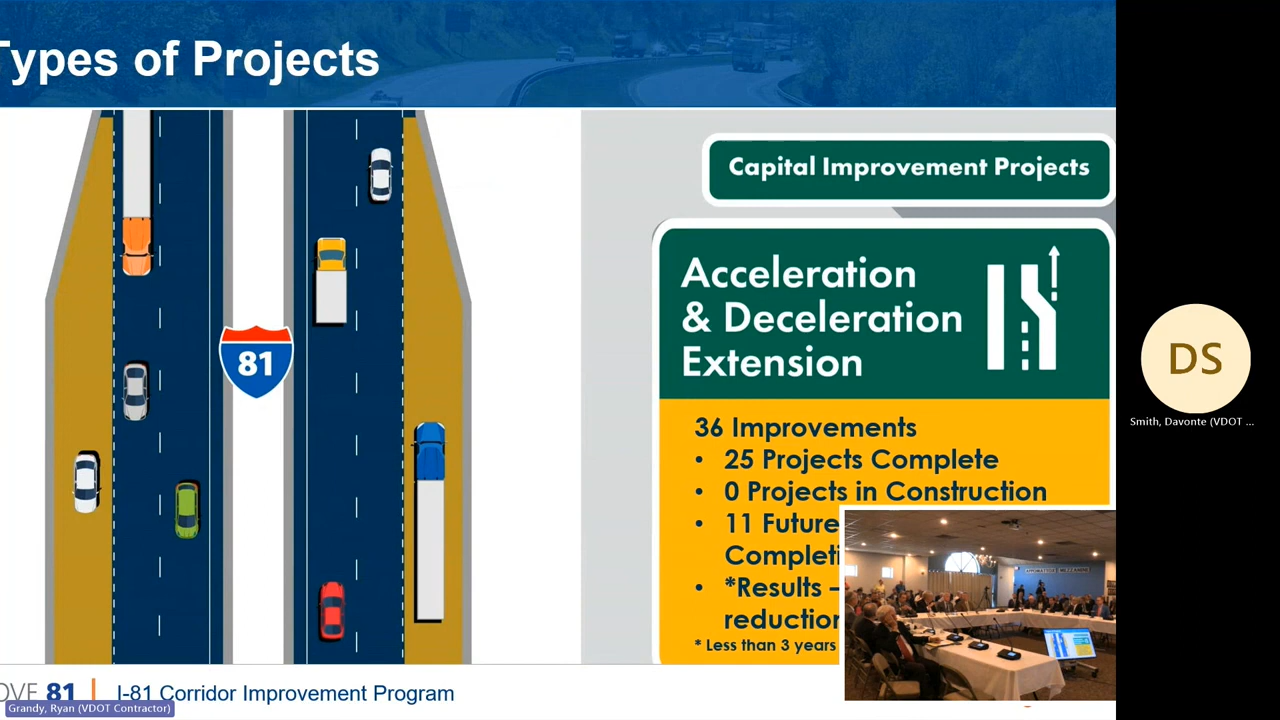 Types of Projects
Capital Improvement Projects
81
Acceleration
& Deceleration
Extension
36 Improvements
• 25 Projects Complete
• 0 Projects in Construction
• 11 Future
*Results –
* Less than 3 years
81 | I-81 Corridor Improvement Program
Grandy, Ryan (VDOT Contractor)
DS
Smith, Davonte (VDOT ...